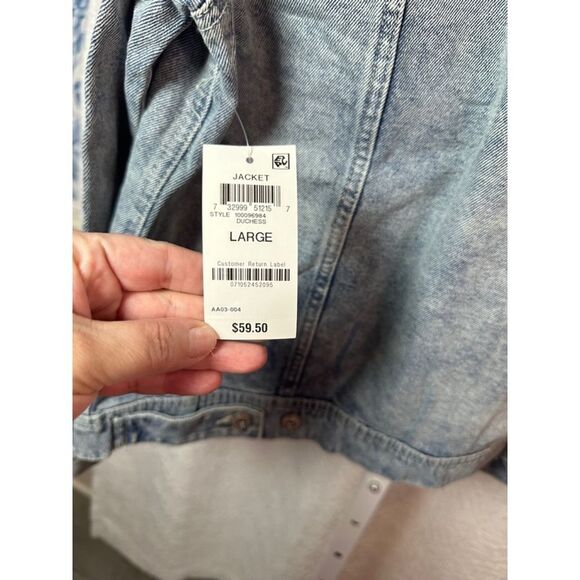 JACKET
7 32999 51215 7
STYLE 100096984
DUCHESS
LARGE
Customer Return Label
071052452095
AA03-004
$59.50